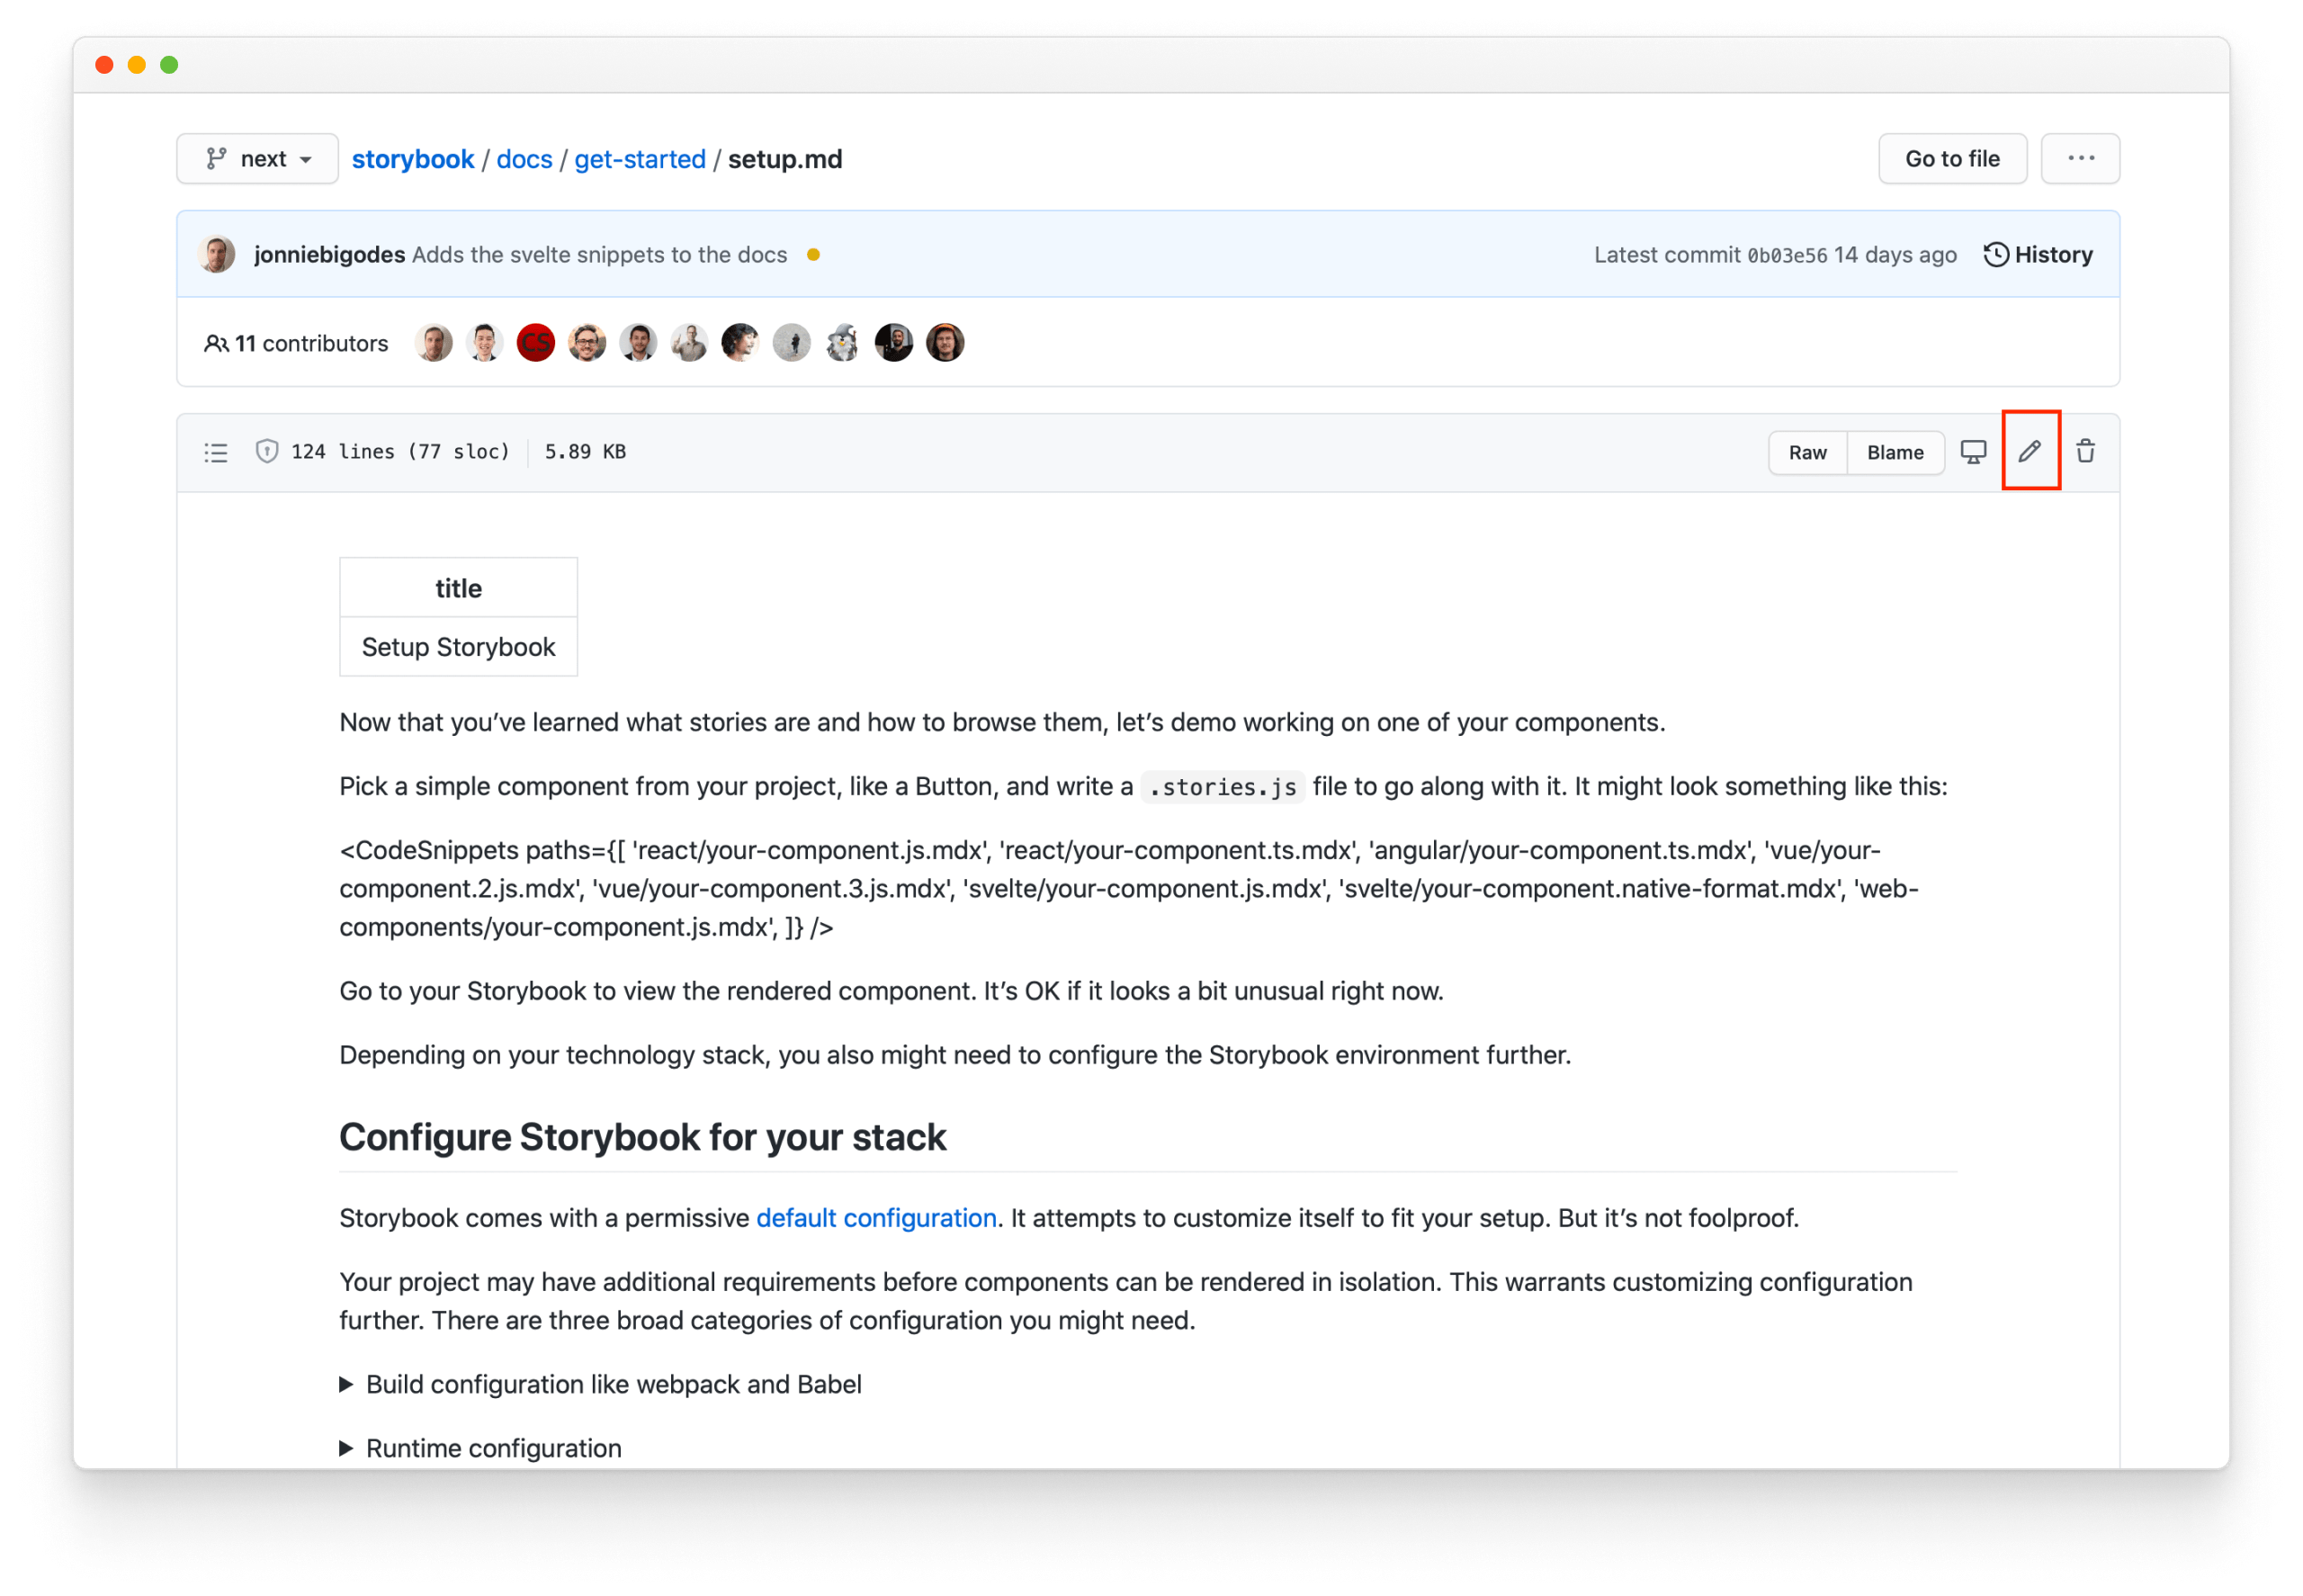 next storybook / docs / get-started / setup.md Go to file ...
jonniebigodes Adds the svelte snippets to the docs Latest commit 0b03e56 14 days ago History
11 contributors CS
124 lines (77 sloc) 5.89 KB Raw Blame
title
Setup Storybook
Now that you’ve learned what stories are and how to browse them, let’s demo working on one of your components.
Pick a simple component from your project, like a Button, and write a .stories.js file to go along with it. It might look something like this:
<CodeSnippets paths={[ 'react/your-component.js.mdx', 'react/your-component.ts.mdx', 'angular/your-component.ts.mdx', 'vue/your-
component.2.js.mdx', 'vue/your-component.3.js.mdx', 'svelte/your-component.js.mdx', 'svelte/your-component.native-format.mdx', 'web-
components/your-component.js.mdx', ]} />
Go to your Storybook to view the rendered component. It’s OK if it looks a bit unusual right now.
Depending on your technology stack, you also might need to configure the Storybook environment further.
Configure Storybook for your stack
Storybook comes with a permissive default configuration. It attempts to customize itself to fit your setup. But it’s not foolproof.
Your project may have additional requirements before components can be rendered in isolation. This warrants customizing configuration
further. There are three broad categories of configuration you might need.
Build configuration like webpack and Babel
Runtime configuration